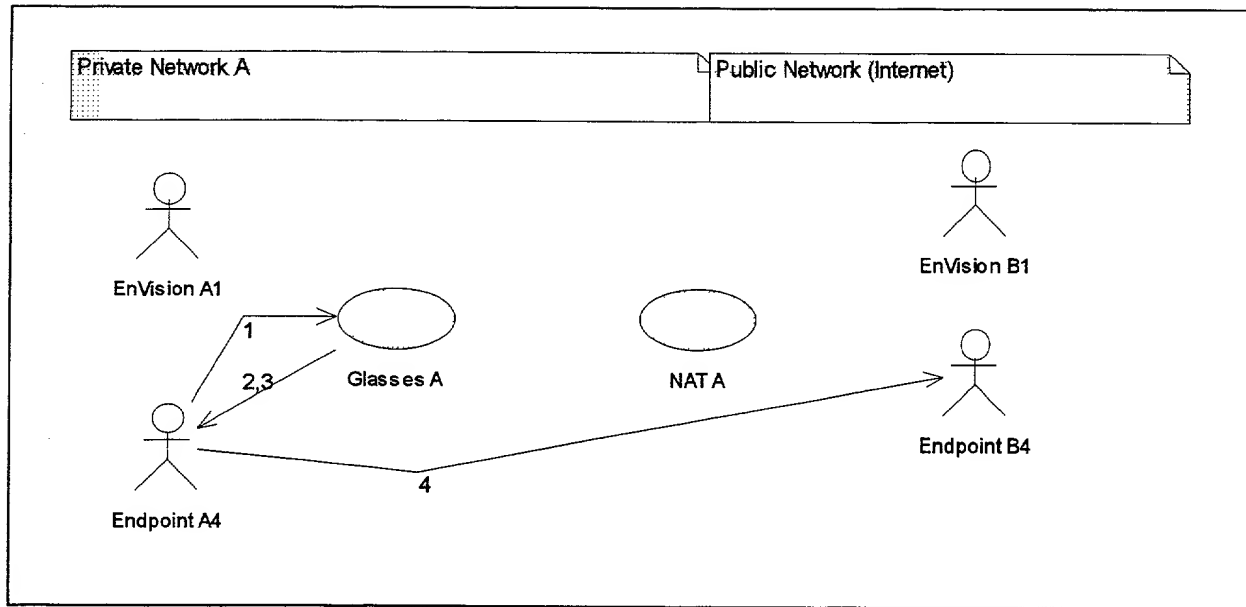 Private Network A
Public Network (Internet)
EnVision A1
EnVision B1
1
2,3
Glasses A
NAT A
Endpoint B4
4
Endpoint A4